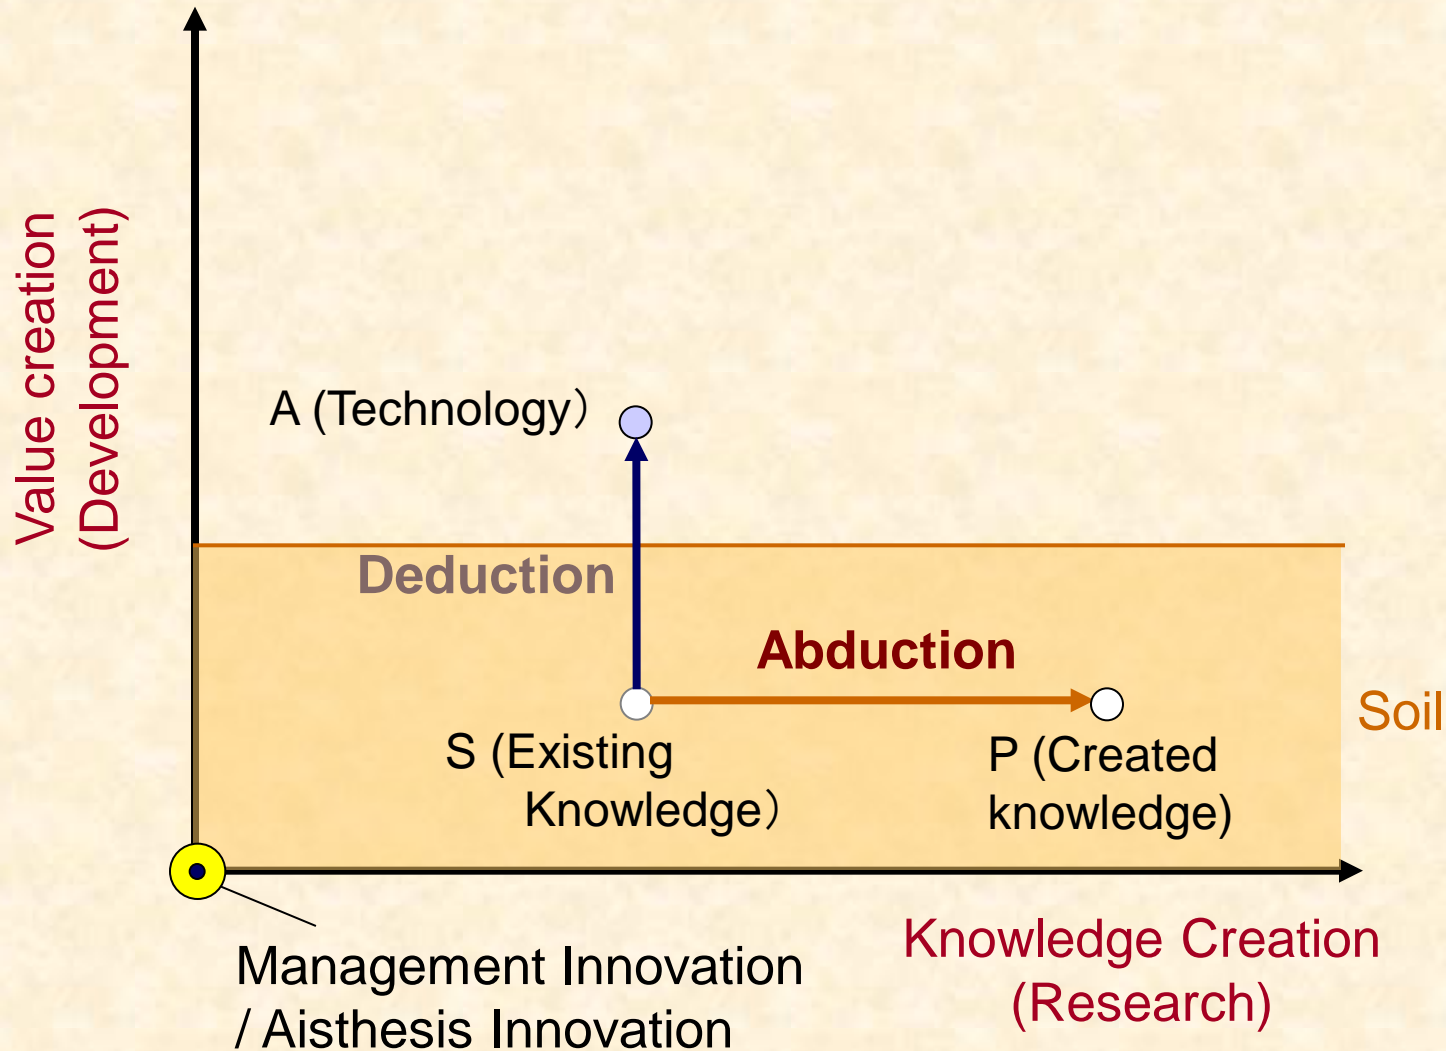 Value creation
(Development)
A (Technology）
Deduction
Abduction
Soil
S (Existing
Knowledge）
P (Created
knowledge)
Management Innovation
/ Aisthesis Innovation
Knowledge Creation
(Research)